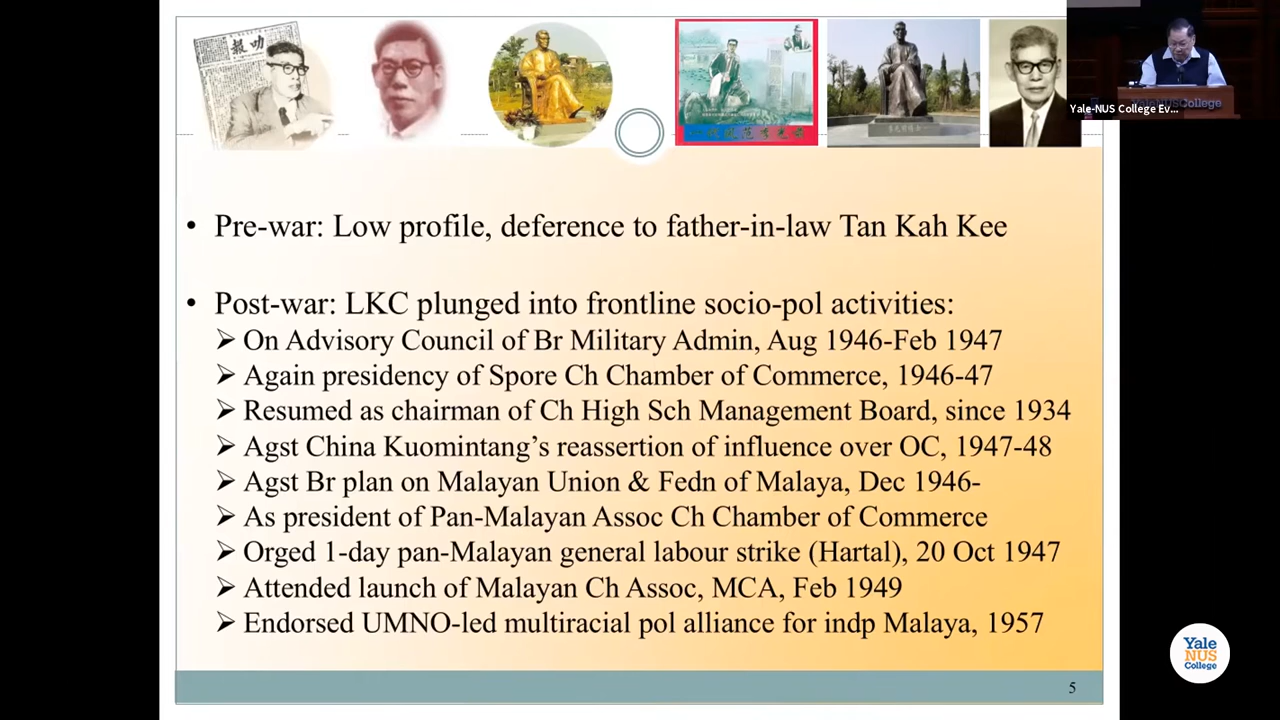 叻報
Yale-NUS College Ev...
• Pre-war: Low profile, deference to father-in-law Tan Kah Kee
• Post-war: LKC plunged into frontline socio-pol activities:
➢ On Advisory Council of Br Military Admin, Aug 1946-Feb 1947
➢ Again presidency of Spore Ch Chamber of Commerce, 1946-47
➢ Resumed as chairman of Ch High Sch Management Board, since 1934
➢ Agst China Kuomintang’s reassertion of influence over OC, 1947-48
➢ Agst Br plan on Malayan Union & Fedn of Malaya, Dec 1946-
➢ As president of Pan-Malayan Assoc Ch Chamber of Commerce
➢ Orged 1-day pan-Malayan general labour strike (Hartal), 20 Oct 1947
➢ Attended launch of Malayan Ch Assoc, MCA, Feb 1949
➢ Endorsed UMNO-led multiracial pol alliance for indp Malaya, 1957
Yale
NUS
College
5